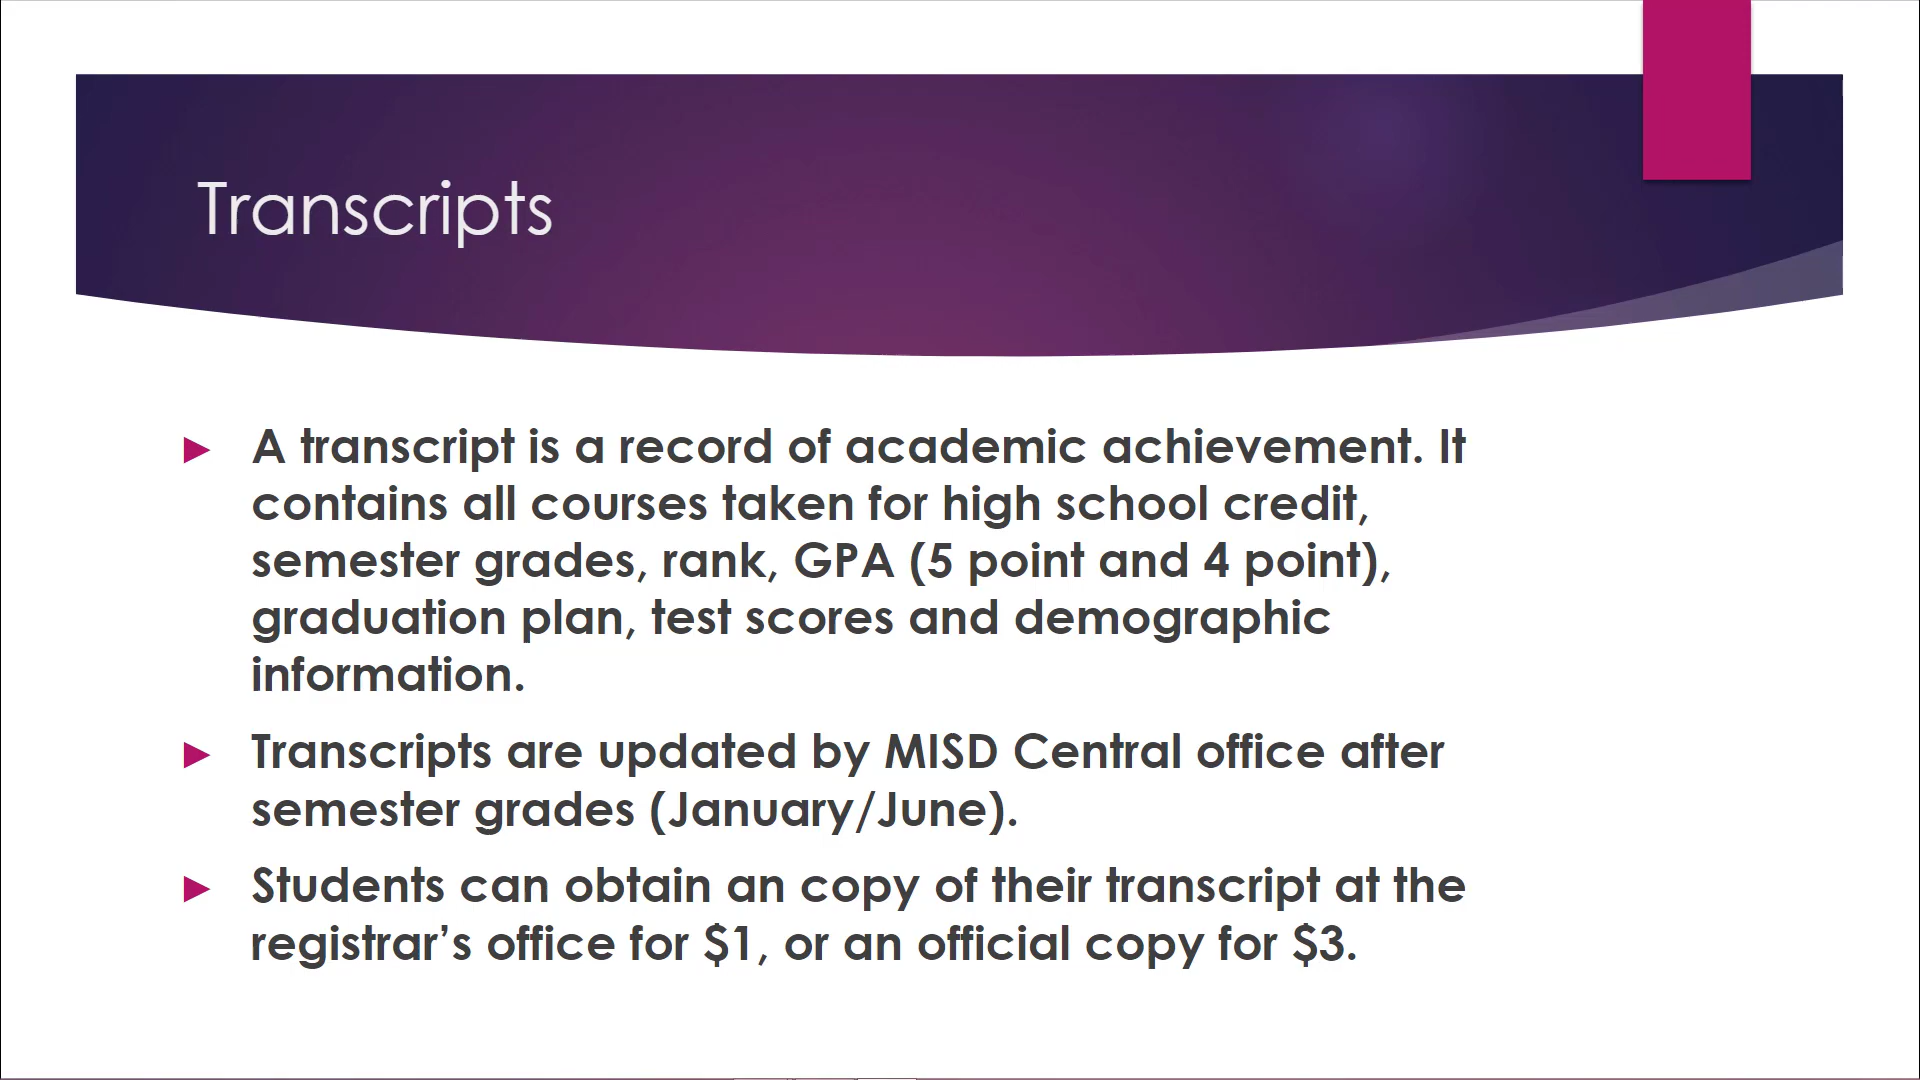 Transcripts
► A transcript is a record of academic achievement. It
contains all courses taken for high school credit,
semester grades, rank, GPA (5 point and 4 point),
graduation plan, test scores and demographic
information.
► Transcripts are updated by MISD Central office after
semester grades (January/June).
► Students can obtain an copy of their transcript at the
registrar’s office for $1, or an official copy for $3.